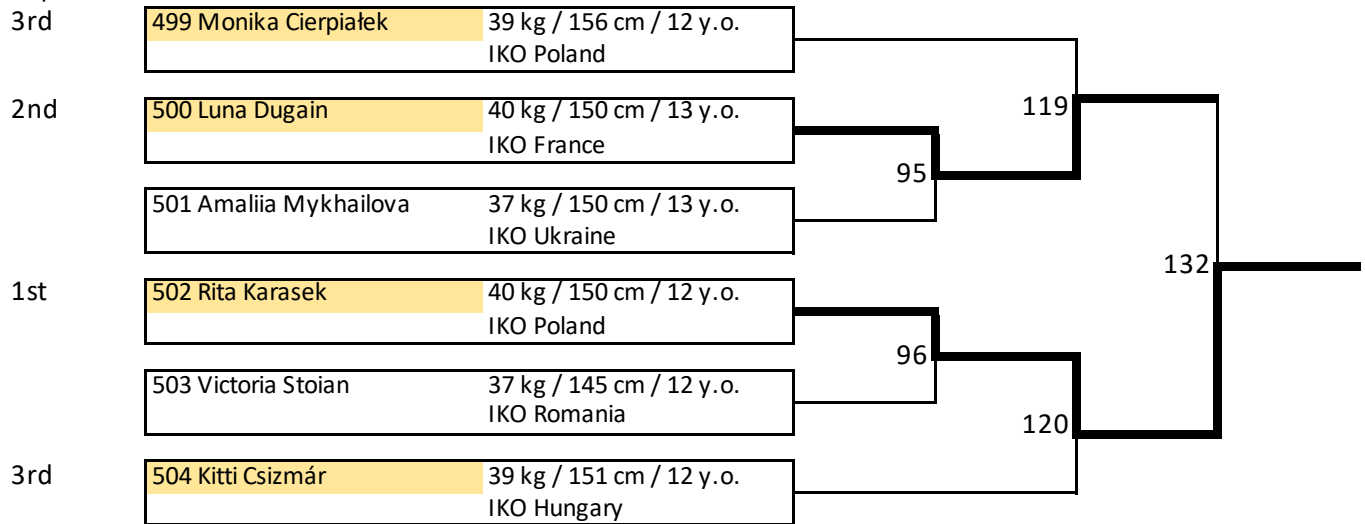 3rd
499 Monika Cierpiałek
39 kg / 156 cm / 12 y.o.
IKO Poland
2nd
500 Luna Dugain
40 kg / 150 cm / 13 y.o.
IKO France
501 Amaliia Mykhailova
37 kg / 150 cm / 13 y.o.
IKO Ukraine
1st
502 Rita Karasek
40 kg / 150 cm / 12 y.o.
IKO Poland
503 Victoria Stoian
37 kg / 145 cm / 12 y.o.
IKO Romania
3rd
504 Kitti Csizmár
39 kg / 151 cm / 12 y.o.
IKO Hungary
95
96
119
120
132